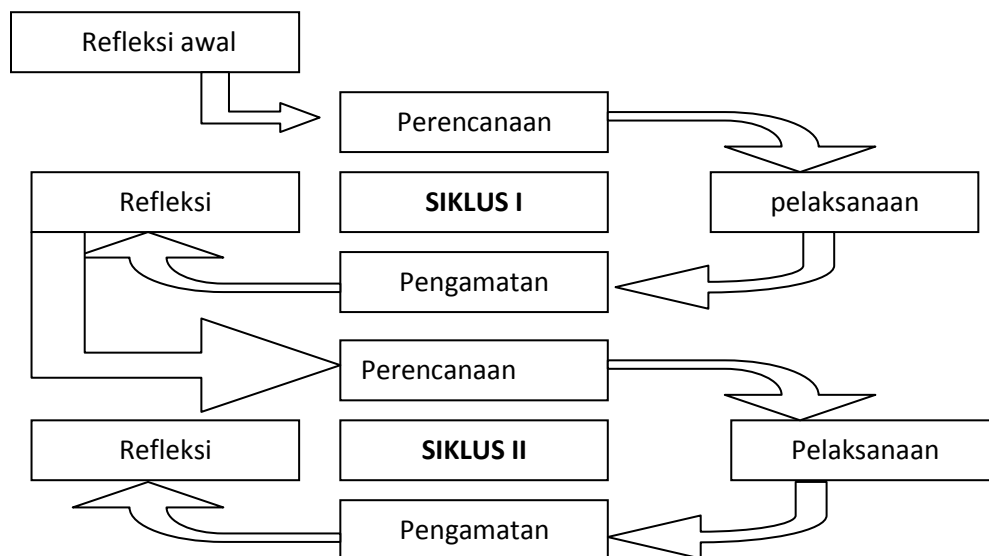 Refleksi awal
Perencanaan
Refleksi
SIKLUS I
pelaksanaan
Pengamatan
Perencanaan
Refleksi
SIKLUS II
Pelaksanaan
Pengamatan